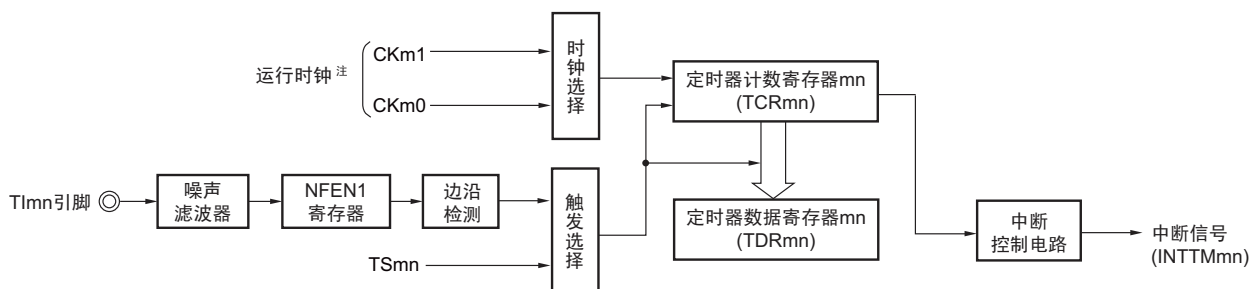 运行时钟 注
CKm1
CKm0
时钟选择
定时器计数寄存器mn
(TCRmn)
TImn引脚
噪声
滤波器
NFEN1
寄存器
边沿
检测
TSmn
触发选择
定时器数据寄存器mn
(TDRmn)
中断
控制电路
中断信号
(INTTMmn)